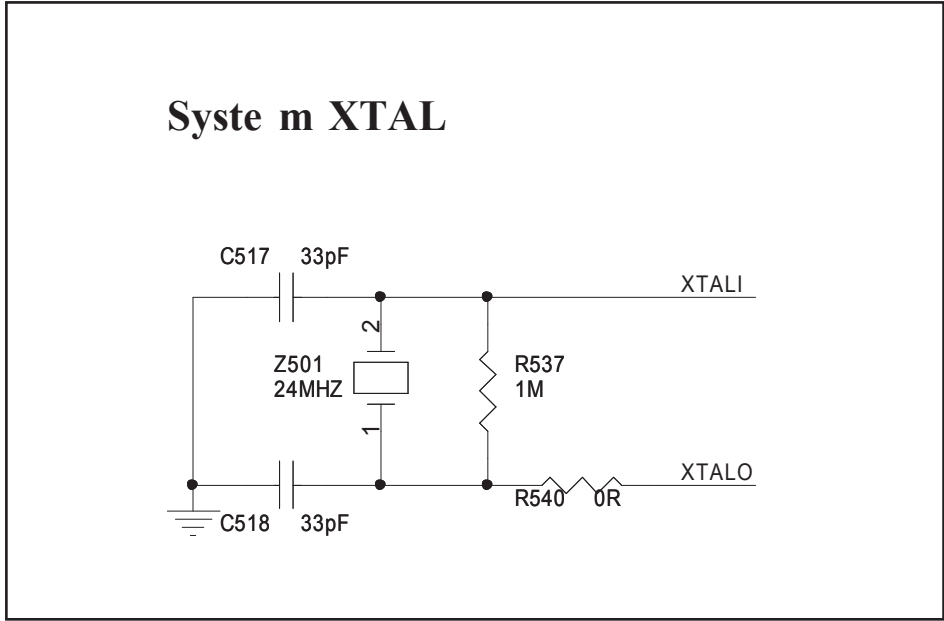 Syste m XTAL
C517 33pF
XTALI
2
Z501
24MHZ
R537
1M
1
XTALO
R540 0R
C518 33pF